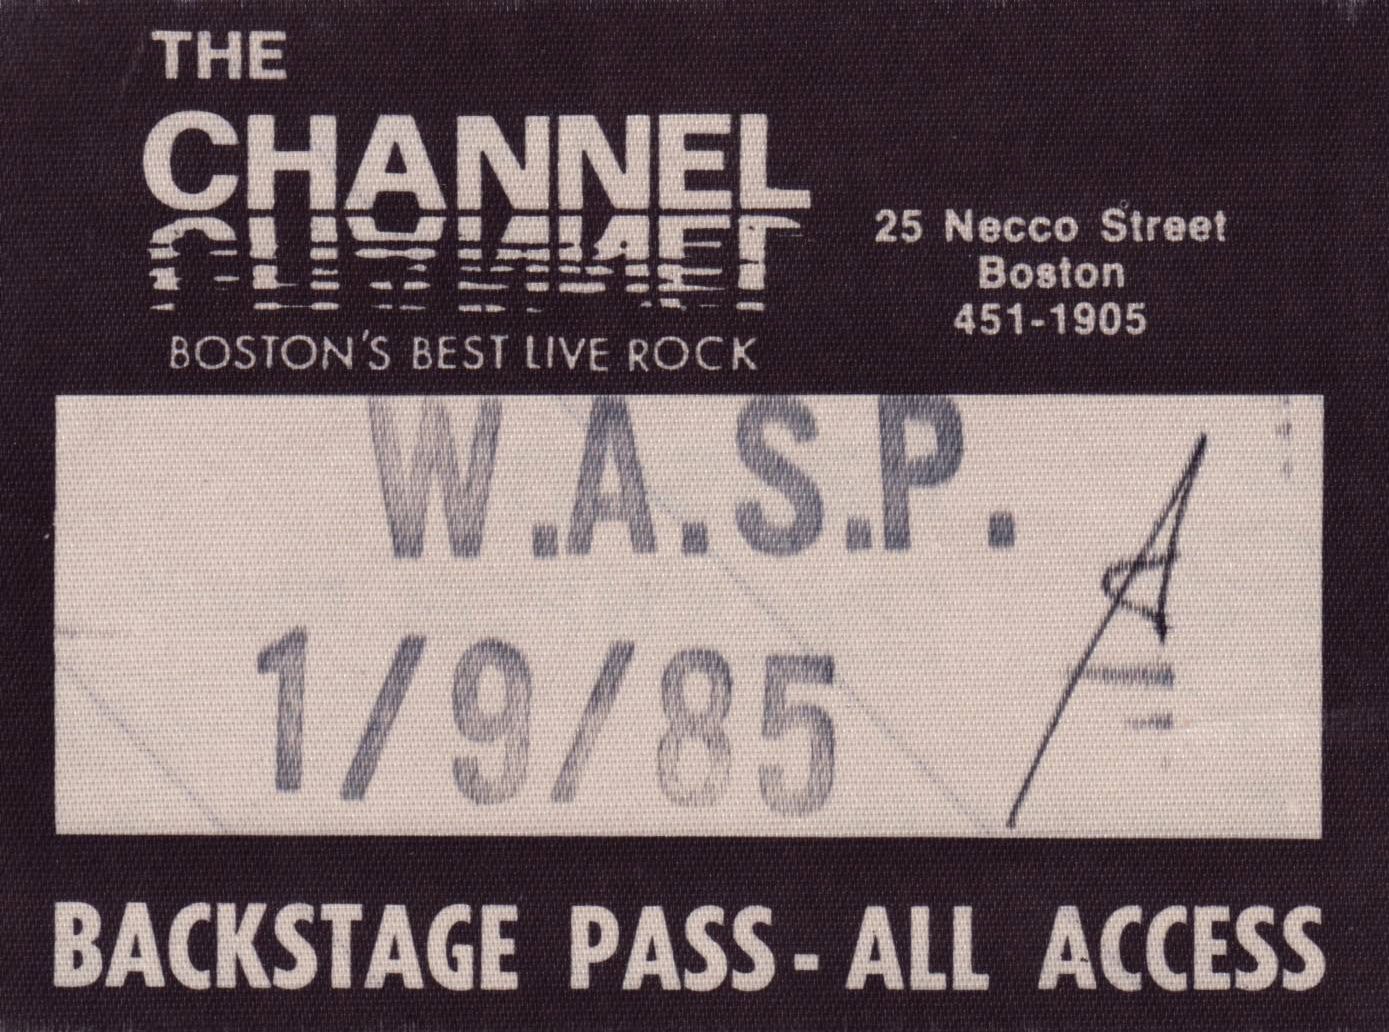 THE
CHANNEL
BOSTON'S BEST LIVE ROCK
25 Necco Street
Boston
451-1905
W.A.S.P.
1/9/85
A
BACKSTAGE PASS - ALL ACCESS